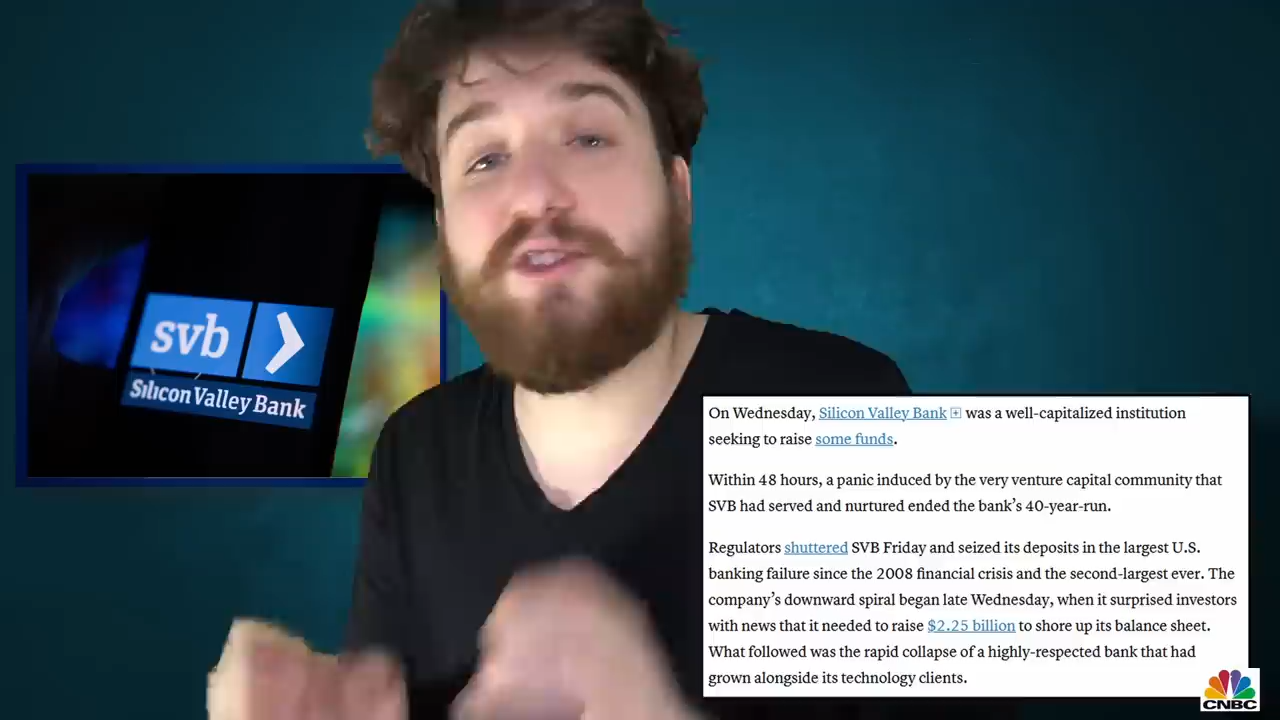 svb
Silicon Valley Bank
On Wednesday, Silicon Valley Bank was a well-capitalized institution
seeking to raise some funds.
Within 48 hours, a panic induced by the very venture capital community that
SVB had served and nurtured ended the bank’s 40-year-run.
Regulators shuttered SVB Friday and seized its deposits in the largest U.S.
banking failure since the 2008 financial crisis and the second-largest ever. The
company’s downward spiral began late Wednesday, when it surprised investors
with news that it needed to raise $2.25 billion to shore up its balance sheet.
What followed was the rapid collapse of a highly-respected bank that had
grown alongside its technology clients.
CNBC